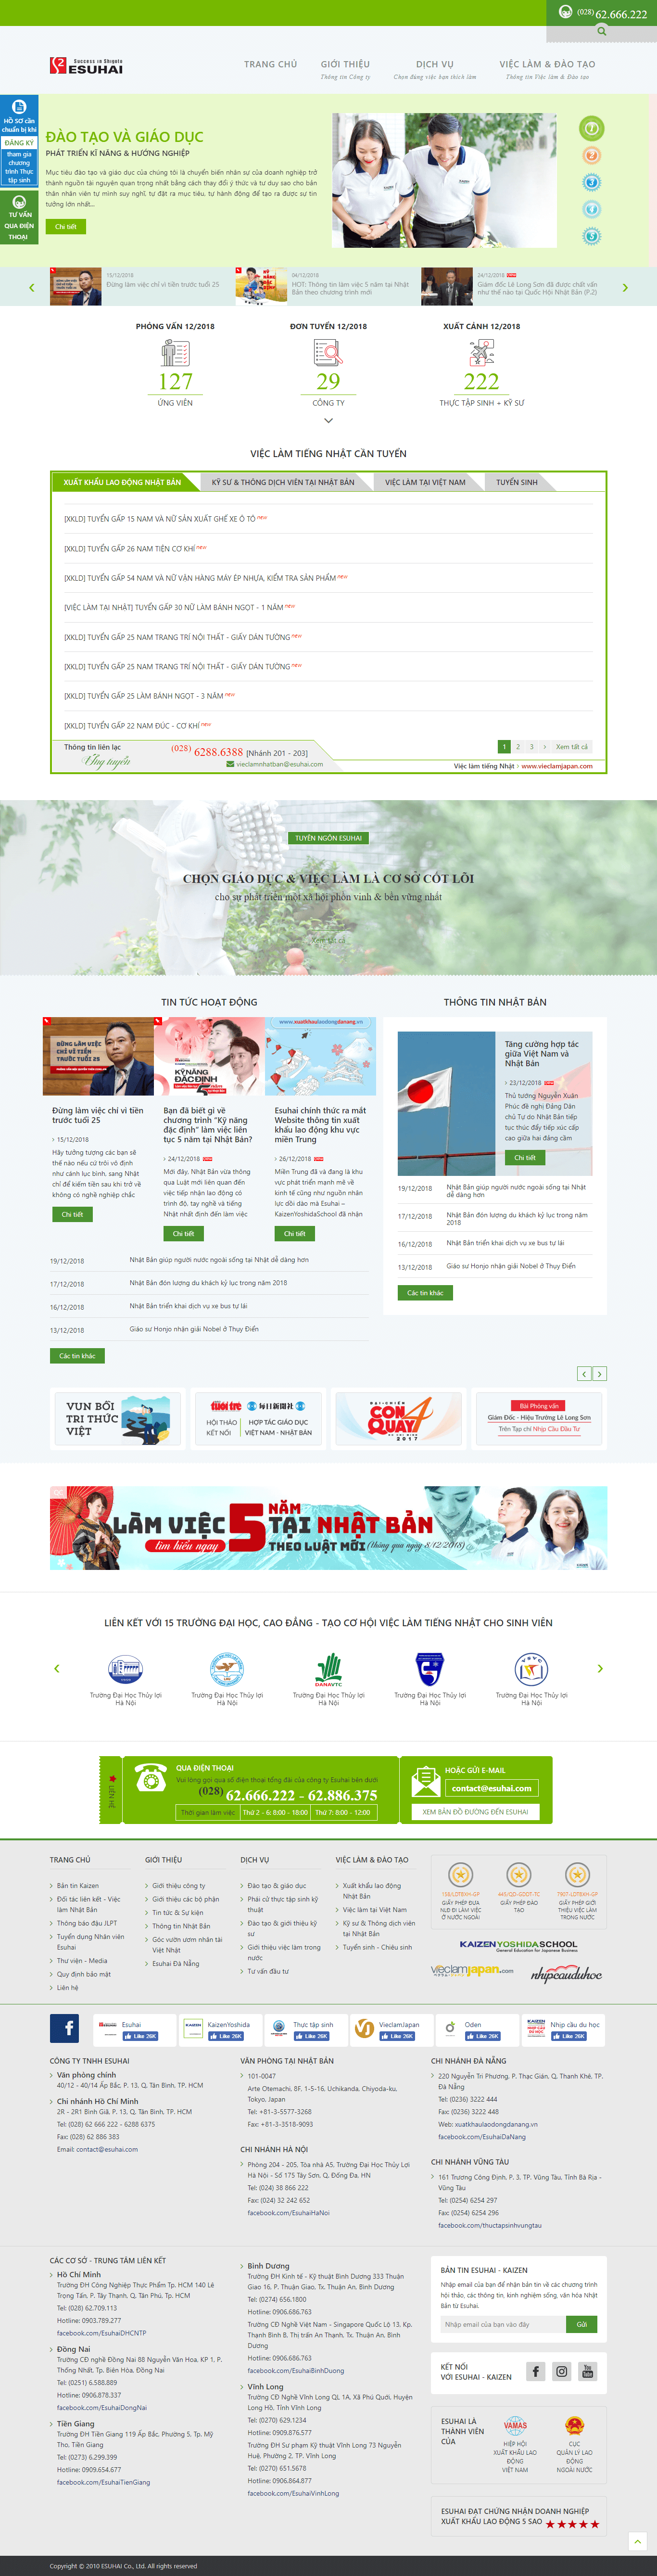 (028) 62.666.222
Success in Shigoto
ESUHAI
TRANG CHỦ
GIỚI THIỆU
Thông tin Công ty
DỊCH VỤ
Chọn đúng việc bạn thích làm
VIỆC LÀM & ĐÀO TẠO
Thông tin Việc làm & Đào tạo
HỒ SƠ cần
chuẩn bị khi
ĐĂNG KÝ
tham gia
chương
trình Thực
tập sinh
TƯ VẤN
QUA ĐIỆN
THOẠI
ĐÀO TẠO VÀ GIÁO DỤC
PHÁT TRIỂN KĨ NĂNG & HƯỚNG NGHIỆP
Mục tiêu đào tạo và giáo dục của chúng tôi là chuyển biến nhân sự của doanh nghiệp trở
thành nguồn tài nguyên quan trọng nhất bằng cách thay đổi ý thức và tư duy sao cho bản
thân nhân viên tự mình suy nghĩ, tự đặt ra mục tiêu, tự hành động để tạo ra được sự tin
tưởng lớn nhất...
Chi tiết
15/12/2018
Đừng làm việc chỉ vì tiền trước tuổi 25
04/12/2018
HOT: Thông tin làm việc 5 năm tại Nhật
Bản theo chương trình mới
24/12/2018
Giám đốc Lê Long Sơn đã được chất vấn
như thế nào tại Quốc Hội Nhật Bản (P.2)
PHỎNG VẤN 12/2018
127
ỨNG VIÊN
ĐƠN TUYỂN 12/2018
29
CÔNG TY
XUẤT CẢNH 12/2018
222
THỰC TẬP SINH + KỸ SƯ
VIỆC LÀM TIẾNG NHẬT CẦN TUYỂN
XUẤT KHẨU LAO ĐỘNG NHẬT BẢN
KỸ SƯ & THÔNG DỊCH VIÊN TẠI NHẬT BẢN
VIỆC LÀM TẠI VIỆT NAM
TUYỂN SINH
[XKLD] TUYỂN GẤP 15 NAM VÀ NỮ SẢN XUẤT GHẾ XE Ô TÔ new
[XKLD] TUYỂN GẤP 26 NAM TIỆN CƠ KHÍ new
[XKLD] TUYỂN GẤP 54 NAM VÀ NỮ VẬN HÀNG MÁY ÉP NHỰA, KIỂM TRA SẢN PHẨM new
[VIỆC LÀM TẠI NHẬT] TUYỂN GẤP 30 NỮ LÀM BÁNH NGỌT - 1 NĂM new
[XKLD] TUYỂN GẤP 25 NAM TRANG TRÍ NỘI THẤT - GIẤY DÁN TƯỜNG new
[XKLD] TUYỂN GẤP 25 NAM TRANG TRÍ NỘI THẤT - GIẤY DÁN TƯỜNG new
[XKLD] TUYỂN GẤP 25 LÀM BÁNH NGỌT - 3 NĂM new
[XKLD] TUYỂN GẤP 22 NAM ĐÚC - CƠ KHÍ new
Thông tin liên lạc
Ứng tuyển
(028) 6288.6388 [Nhánh 201 - 203]
vieclamnhatban@esuhai.com
1 2 3 › Xem tất cả
Việc làm tiếng Nhật › www.vieclamjapan.com
TUYÊN NGÔN ESUHAI
CHỌN GIÁO DỤC & VIỆC LÀM LÀ CƠ SỞ CỐT LÕI
cho sự phát triển một xã hội phồn vinh & bền vững nhất
Xem tất cả
TIN TỨC HOẠT ĐỘNG
ĐỪNG LÀM VIỆC
CHỈ VÌ TIỀN
TRƯỚC TUỔI 25
KỸ NĂNG
ĐẶC ĐỊNH
www.xuatkhaulaodongdanang.vn
Đừng làm việc chỉ vì tiền
trước tuổi 25
› 15/12/2018
Hãy tưởng tượng các bạn sẽ
thế nào nếu cứ trôi vô định
như cánh lục bình, sang Nhật
chỉ để kiếm tiền sau khi trở về
không có nghề nghiệp chắc
Chi tiết
Bạn đã biết gì về
chương trình "Kỹ năng
đặc định" làm việc liên
tục 5 năm tại Nhật Bản?
› 24/12/2018
Mới đây, Nhật Bản vừa thông
qua Luật mới liên quan đến
việc tiếp nhận lao động có
trình độ, tay nghề và tiếng
Nhật nhất định đến làm việc
Chi tiết
Esuhai chính thức ra mắt
Website thông tin xuất
khẩu lao động khu vực
miền Trung
› 26/12/2018
Miền Trung đã và đang là khu
vực phát triển mạnh mẽ về
kinh tế cũng như nguồn nhân
lực dồi dào mà Esuhai –
KaizenYoshidaSchool đã nhận
Chi tiết
19/12/2018 Nhật Bản giúp người nước ngoài sống tại Nhật dễ dàng hơn
17/12/2018 Nhật Bản đón lượng du khách kỷ lục trong năm 2018
16/12/2018 Nhật Bản triển khai dịch vụ xe bus tự lái
13/12/2018 Giáo sư Honjo nhận giải Nobel ở Thụy Điển
Các tin khác
THÔNG TIN NHẬT BẢN
Tăng cường hợp tác
giữa Việt Nam và
Nhật Bản
› 23/12/2018
Thủ tướng Nguyễn Xuân
Phúc đề nghị Đảng Dân
chủ Tự do Nhật Bản tiếp
tục thúc đẩy tiếp xúc cấp
cao giữa hai đảng cầm
Chi tiết
19/12/2018 Nhật Bản giúp người nước ngoài sống tại Nhật
dễ dàng hơn
17/12/2018 Nhật Bản đón lượng du khách kỷ lục trong năm
2018
16/12/2018 Nhật Bản triển khai dịch vụ xe bus tự lái
13/12/2018 Giáo sư Honjo nhận giải Nobel ở Thụy Điển
Các tin khác
VUN BỒI
TRI THỨC
VIỆT
tuổi trẻ 毎日新聞社
HỘI THẢO
KẾT NỐI
HỢP TÁC GIÁO DỤC
VIỆT NAM - NHẬT BẢN
ĐẠI CHIẾN
CON QUAY 4
2017
Bài Phỏng vấn
Giám Đốc - Hiệu Trưởng Lê Long Sơn
Trên Tạp chí Nhịp Cầu Đầu Tư
LÀM VIỆC 5 NĂM TẠI NHẬT BẢN
tìm hiểu ngay THEO LUẬT MỚI (thông qua ngày 8/12/2018)
LIÊN KẾT VỚI 15 TRƯỜNG ĐẠI HỌC, CAO ĐẲNG - TẠO CƠ HỘI VIỆC LÀM TIẾNG NHẬT CHO SINH VIÊN
DANAVTC
Trường Đại Học Thủy lợi
Hà Nội
Trường Đại Học Thủy lợi
Hà Nội
Trường Đại Học Thủy lợi
Hà Nội
Trường Đại Học Thủy lợi
Hà Nội
Trường Đại Học Thủy lợi
Hà Nội
LIÊN HỆ
QUA ĐIỆN THOẠI
Vui lòng gọi qua số điện thoại tổng đài của công ty Esuhai bên dưới
(028) 62.666.222 - 62.886.375
Thời gian làm việc Thứ 2 - 6: 8:00 - 18:00 Thứ 7: 8:00 - 12:00
HOẶC GỬI E-MAIL
contact@esuhai.com
XEM BẢN ĐỒ ĐƯỜNG ĐẾN ESUHAI
TRANG CHỦ
Bản tin Kaizen
Đối tác liên kết - Việc
làm Nhật Bản
Thông báo đậu JLPT
Tuyển dụng Nhân viên
Esuhai
Thư viện - Media
Quy định bảo mật
Liên hệ
GIỚI THIỆU
Giới thiệu công ty
Giới thiệu các bộ phận
Tin tức & Sự kiện
Thông tin Nhật Bản
Góc vườn ươm nhân tài
Việt Nhật
Esuhai Đà Nẵng
DỊCH VỤ
Đào tạo & giáo dục
Phái cử thực tập sinh kỹ
thuật
Đào tạo & giới thiệu kỹ
sư
Giới thiệu việc làm trong
nước
Tư vấn đầu tư
VIỆC LÀM & ĐÀO TẠO
Xuất khẩu lao động
Nhật Bản
Việc làm tại Việt Nam
Kỹ sư & Thông dịch viên
tại Nhật Bản
Tuyển sinh - Chiêu sinh
GIẤY PHÉP ĐƯA
NLĐ ĐI LÀM VIỆC
Ở NƯỚC NGOÀI
GIẤY PHÉP ĐÀO
TẠO
GIẤY PHÉP GIỚI
THIỆU VIỆC LÀM
TRONG NƯỚC
KAIZENYOSHIDASCHOOL
General Education for Japanese Business
vieclamjapan.com
nhipcauduhoc
Esuhai
Like 26K
KaizenYoshida
Like 26K
Thực tập sinh
Like 26K
VieclamJapan
Like 26K
Oden
Like 26K
Nhịp cầu du học
Like 26K
CÔNG TY TNHH ESUHAI
Văn phòng chính
40/12 - 40/14 Ấp Bắc, P. 13, Q. Tân Bình, TP. HCM
Chi nhánh Hồ Chí Minh
2R - 2R1 Bình Giã, P. 13, Q. Tân Bình, TP. HCM
Tel: (028) 62 666 222 - 6288 6375
Fax: (028) 62 886 383
Email: contact@esuhai.com
VĂN PHÒNG TẠI NHẬT BẢN
101-0047
Arte Otemachi, 8F, 1-5-16, Uchikanda, Chiyoda-ku,
Tokyo, Japan
Tel: +81-3-5577-3268
Fax: +81-3-3518-9093
CHI NHÁNH HÀ NỘI
Phòng 204 - 205, Tòa nhà A5, Trường Đại Học Thủy Lợi
Hà Nội - Số 175 Tây Sơn, Q. Đống Đa, HN
Tel: (024) 38 866 222
Fax: (024) 32 242 652
facebook.com/EsuhaiHaNoi
CHI NHÁNH ĐÀ NẴNG
220 Nguyễn Tri Phương, P. Thạc Gián, Q. Thanh Khê, TP.
Đà Nẵng
Tel: (0236) 3222 444
Fax: (0236) 3222 448
Web: xuatkhaulaodongdanang.vn
facebook.com/EsuhaiDaNang
CHI NHÁNH VŨNG TÀU
161 Trương Công Định, P. 3, TP. Vũng Tàu, Tỉnh Bà Rịa -
Vũng Tàu
Tel: (0254) 6254 297
Fax: (0254) 6254 296
facebook.com/thuctapsinhvungtau
CÁC CƠ SỞ - TRUNG TÂM LIÊN KẾT
Hồ Chí Minh
Trường ĐH Công Nghiệp Thực Phẩm Tp. HCM 140 Lê
Trọng Tấn, P. Tây Thạnh, Q. Tân Phú, Tp. HCM
Tel: (028) 62.709.113
Hotline: 0903.789.277
facebook.com/EsuhaiDHCNTP
Đồng Nai
Trường CĐ nghề Đồng Nai 88 Nguyễn Văn Hoa, KP 1, P.
Thống Nhất, Tp. Biên Hòa, Đồng Nai
Tel: (0251) 6.588.889
Hotline: 0906.878.337
facebook.com/EsuhaiDongNai
Tiền Giang
Trường ĐH Tiền Giang 119 Ấp Bắc, Phường 5, Tp. Mỹ
Tho, Tiền Giang
Tel: (0273) 6.299.399
Hotline: 0909.654.677
facebook.com/EsuhaiTienGiang
Bình Dương
Trường ĐH Kinh tế - Kỹ thuật Bình Dương 333 Thuận
Giao 16, P. Thuận Giao, Tx. Thuận An, Bình Dương
Tel: (0274) 656.1800
Hotline: 0906.686.763
Trường CĐ Nghề Việt Nam - Singapore Quốc Lộ 13, Kp.
Thạnh Bình B, Thị trấn An Thạnh, Tx. Thuận An, Bình
Dương
Hotline: 0906.686.763
facebook.com/EsuhaiBinhDuong
Vĩnh Long
Trường CĐ Nghề Vĩnh Long QL 1A, Xã Phú Quới, Huyện
Long Hồ, Tỉnh Vĩnh Long
Tel: (0270) 629.1234
Hotline: 0909.876.577
Trường ĐH Sư phạm Kỹ thuật Vĩnh Long 73 Nguyễn
Huệ, Phường 2, TP. Vĩnh Long
Tel: (0270) 651.5678
Hotline: 0906.864.877
facebook.com/EsuhaiVinhLong
BẢN TIN ESUHAI - KAIZEN
Nhập email của bạn để nhận bản tin về các chương trình
hội thảo, các thông tin, kinh nghiệm sống, văn hóa Nhật
Bản từ Esuhai.
Nhập email của bạn vào đây
Gửi
KẾT NỐI
VỚI ESUHAI - KAIZEN
ESUHAI LÀ
THÀNH VIÊN
CỦA
VAMAS
HIỆP HỘI
XUẤT KHẨU LAO
ĐỘNG
VIỆT NAM
CỤC
QUẢN LÝ LAO
ĐỘNG
NGOÀI NƯỚC
ESUHAI ĐẠT CHỨNG NHẬN DOANH NGHIỆP
XUẤT KHẨU LAO ĐỘNG 5 SAO
Copyright © 2010 ESUHAI Co., Ltd. All rights reserved